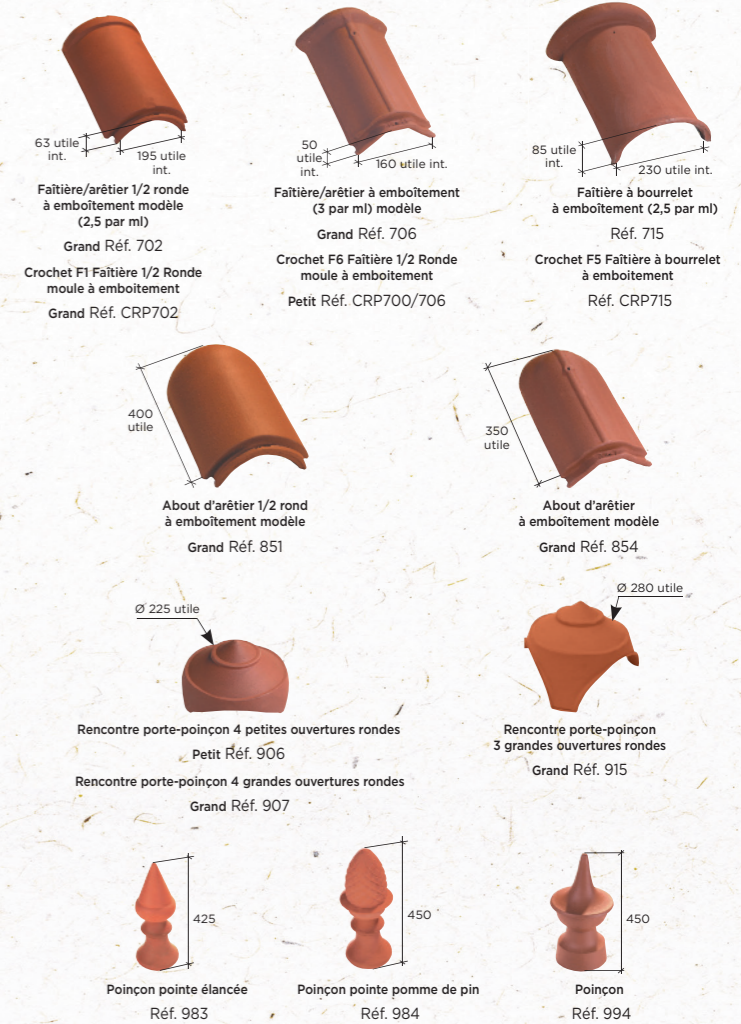 63 utile
int.
195 utile
int.
Faîtière/arêtier 1/2 ronde
à emboîtement modèle
(2,5 par ml)
Grand Réf. 702
Crochet F1 Faîtière 1/2 Ronde
moule à emboitement
Grand Réf. CRP702
50
utile
int.
160 utile int.
Faîtière/arêtier à emboîtement
(3 par ml) modèle
Grand Réf. 706
Crochet F6 Faîtière 1/2 Ronde
moule à emboitement
Petit Réf. CRP700/706
85 utile
int.
230 utile int.
Faîtière à bourrelet
à emboîtement (2,5 par ml)
Réf. 715
Crochet F5 Faîtière à bourrelet
à emboitement
Réf. CRP715
400
utile
About d'arêtier 1/2 rond
à emboîtement modèle
Grand Réf. 851
350
utile
About d'arêtier
à emboîtement modèle
Grand Réf. 854
Ø 225 utile
Rencontre porte-poinçon 4 petites ouvertures rondes
Petit Réf. 906
Rencontre porte-poinçon 4 grandes ouvertures rondes
Grand Réf. 907
Ø 280 utile
Rencontre porte-poinçon
3 grandes ouvertures rondes
Grand Réf. 915
425
Poinçon pointe élancée
Réf. 983
450
Poinçon pointe pomme de pin
Réf. 984
450
Poinçon
Réf. 994